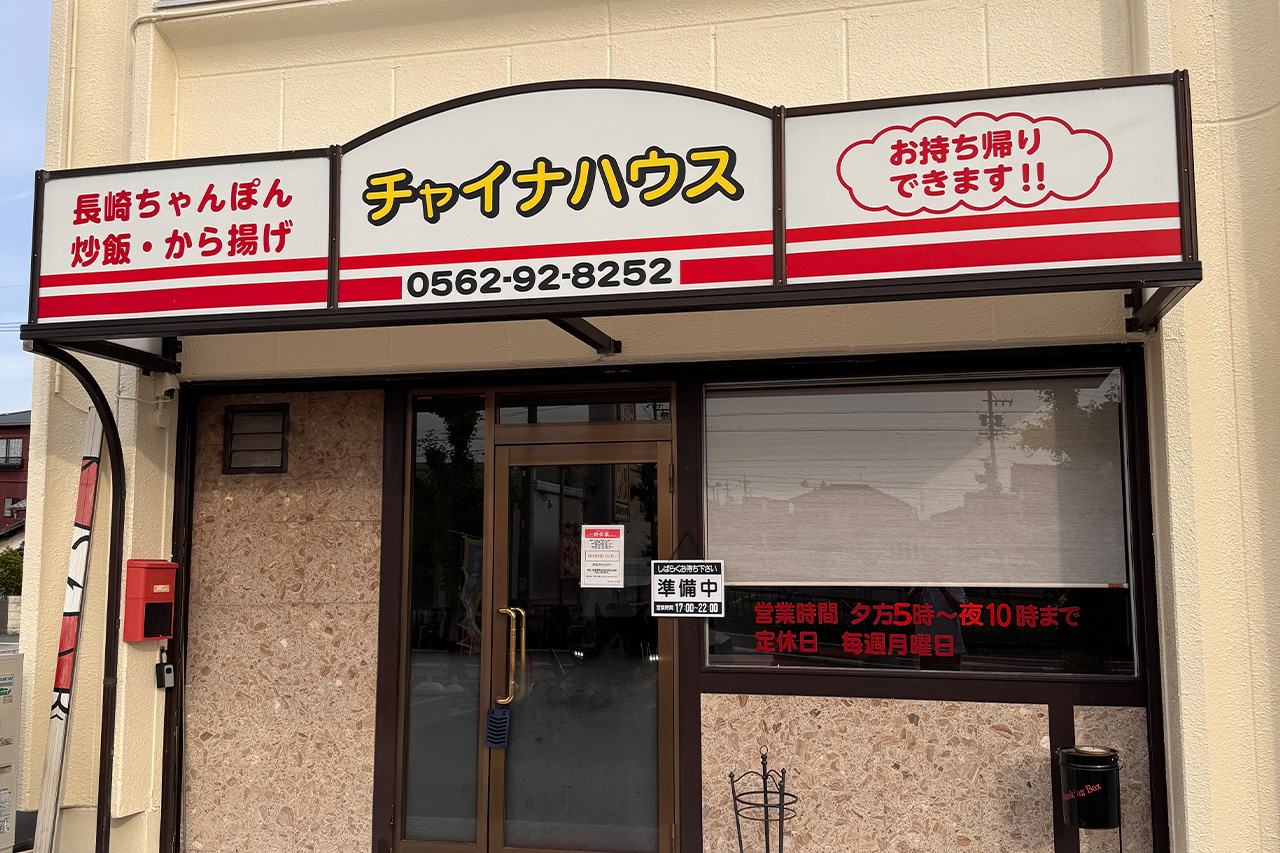 長崎ちゃんぽん
炒飯・から揚げ
チャイナハウス
0562-92-8252
お持ち帰り
できます!!
しばらくお待ち下さい
準備中
営業時間 17:00~22:00
営業時間 夕方5時~夜10時まで
定休日 毎週月曜日